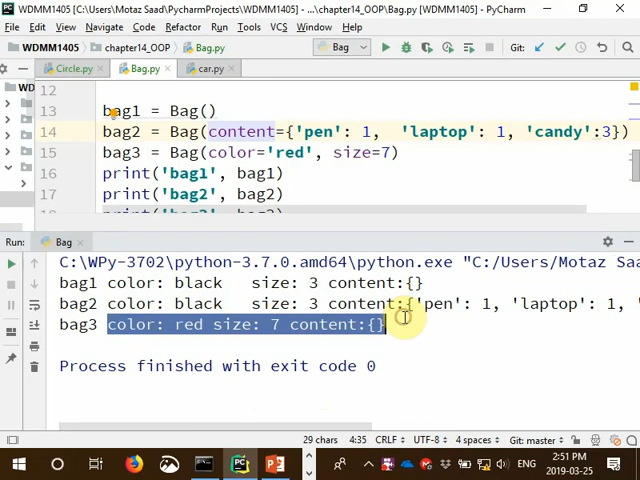 WDMM1405 [C:\Users\Motaz Saad\PycharmProjects\WDMM1405] - ...\chapter14_OOP\Bag.py [WDMM1405] - PyCharm
File Edit View Navigate Code Refactor Run Tools VCS Window Help
WDMM1405 chapter14_OOP Bag.py Bag Git:
Circle.py Bag.py car.py
12
13 bag1 = Bag()
14 bag2 = Bag(content={'pen': 1, 'laptop': 1, 'candy':3})
15 bag3 = Bag(color='red', size=7)
16 print('bag1', bag1)
17 print('bag2', bag2)
Run: Bag
C:\WPy-3702\python-3.7.0.amd64\python.exe "C:/Users/Motaz Saa
bag1 color: black size: 3 content:{}
bag2 color: black size: 3 content:{'pen': 1, 'laptop': 1,
bag3 color: red size: 7 content:{}
Process finished with exit code 0
29 chars 4:35 CRLF UTF-8 4 spaces Git: master
ENG 2:51 PM 2019-03-25